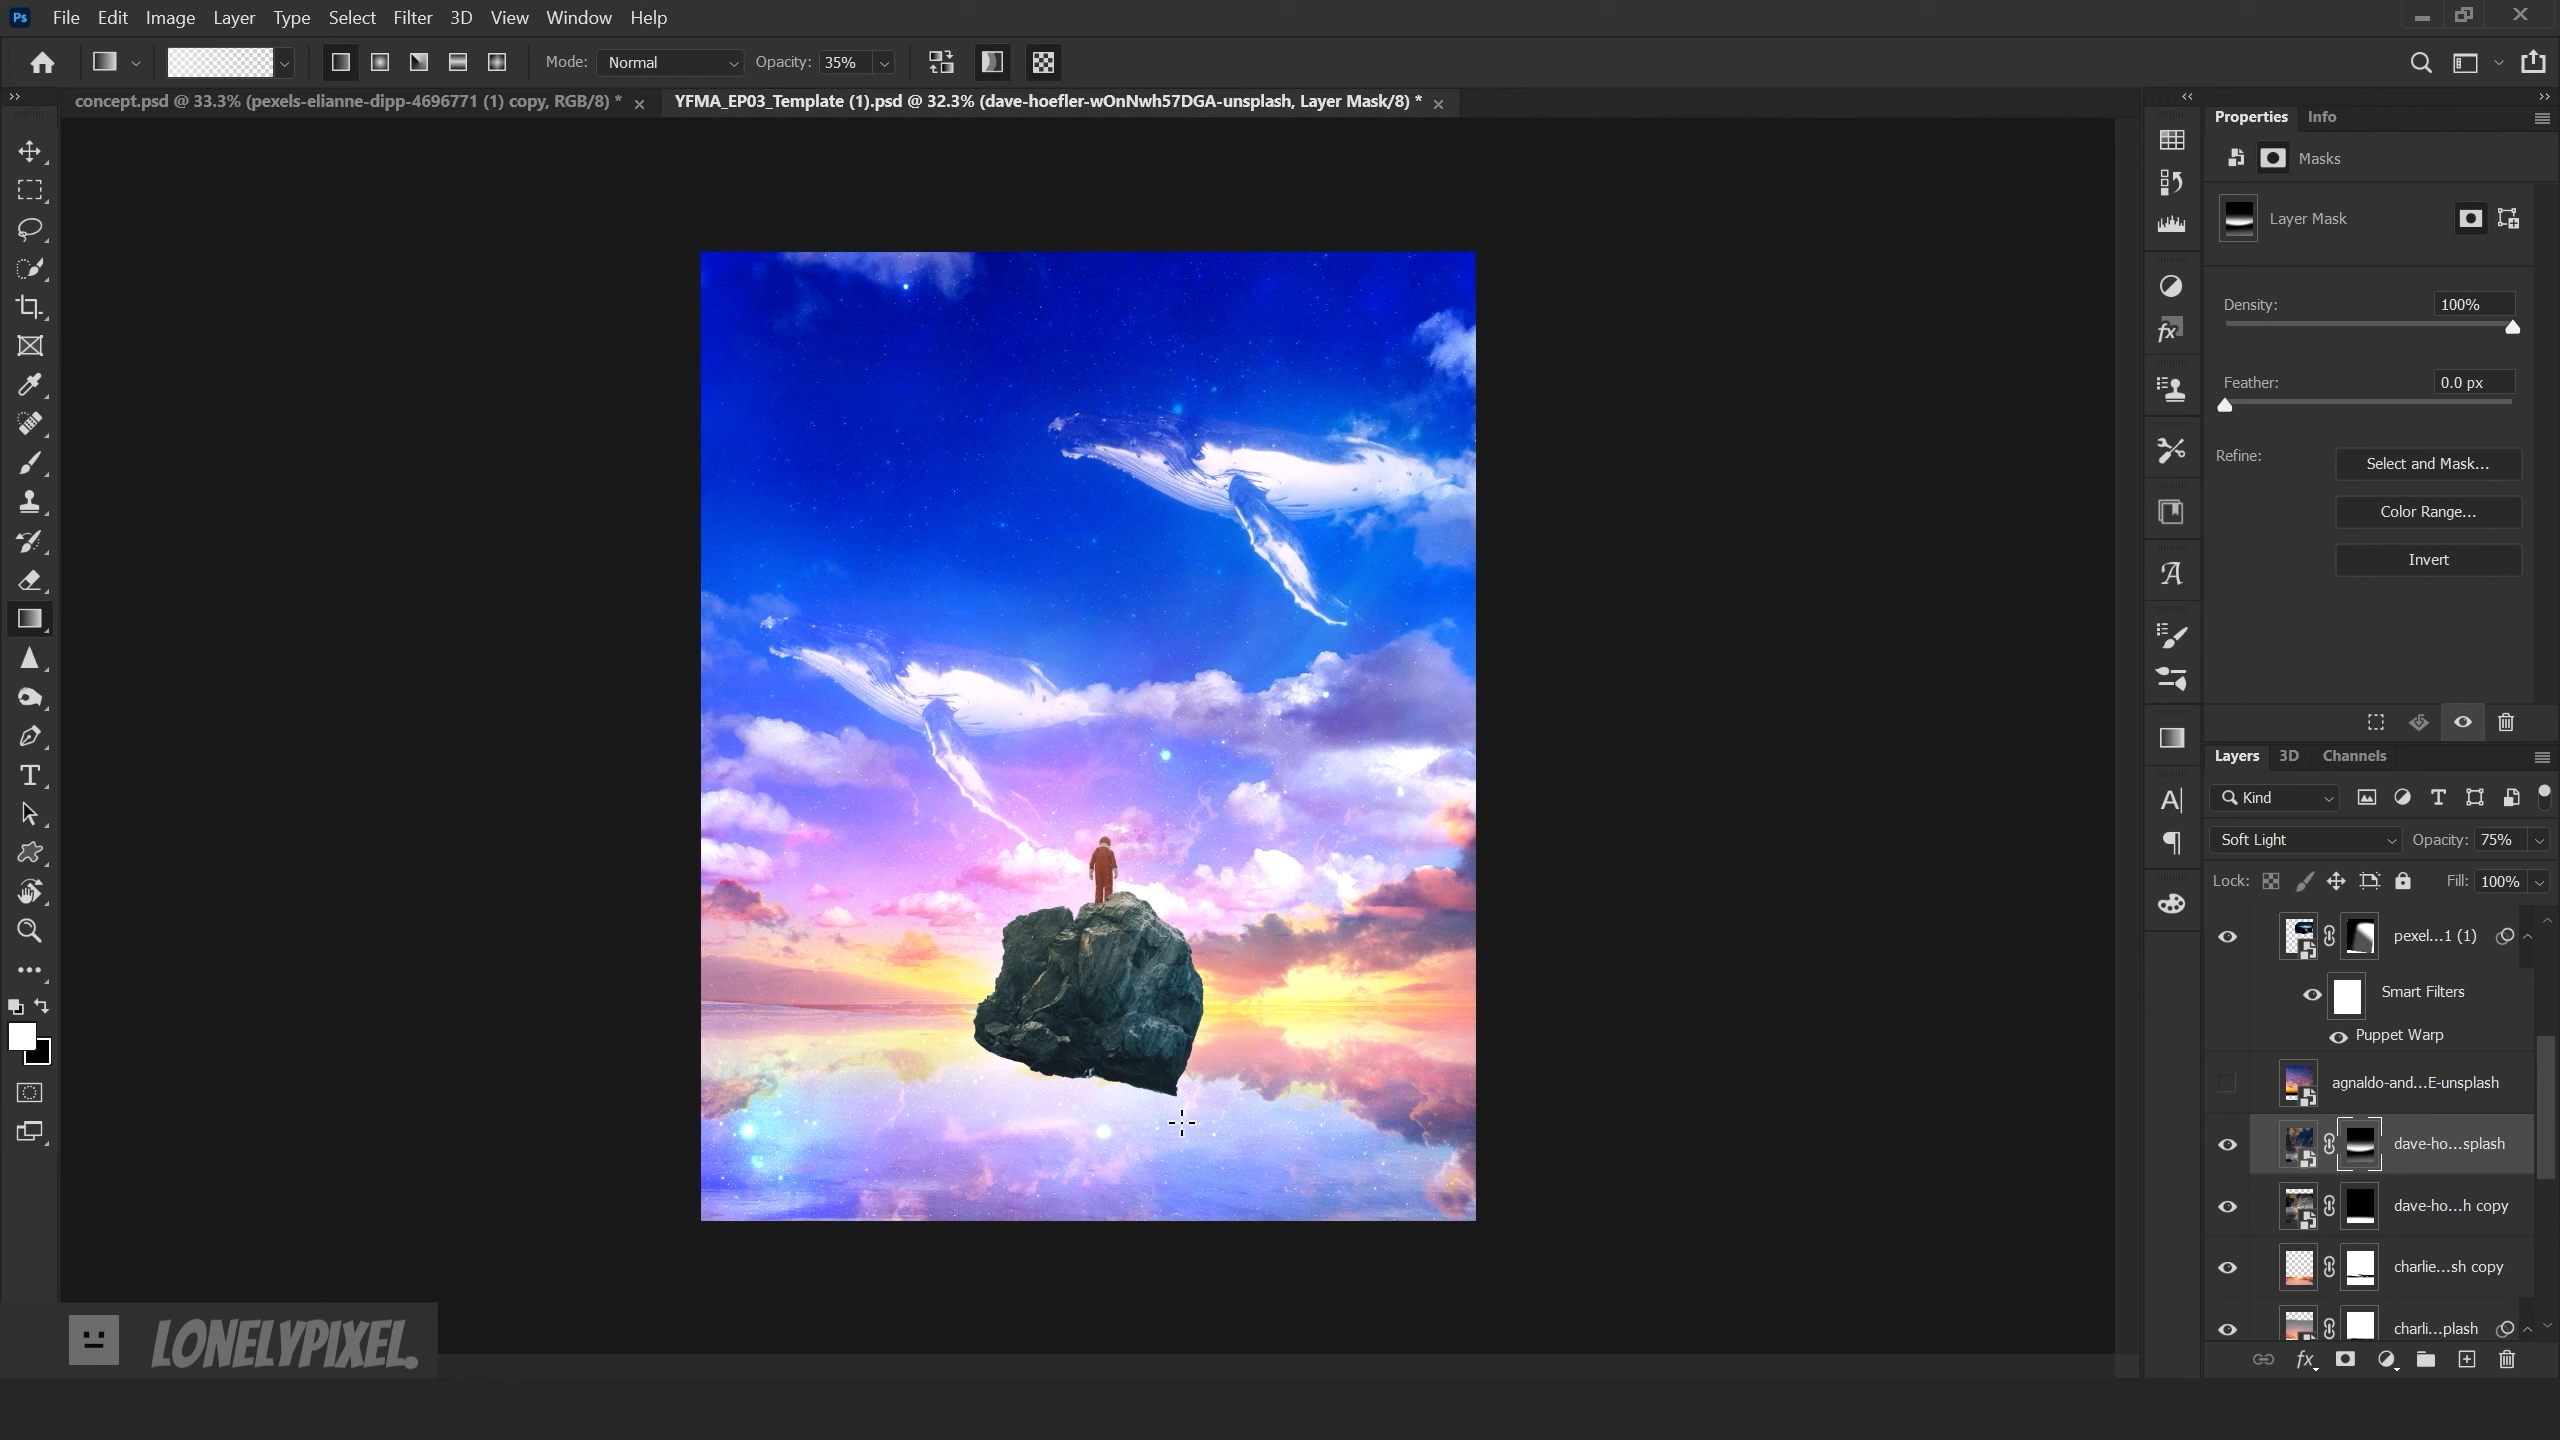 Ps File Edit Image Layer Type Select Filter 3D View Window Help
Mode: Normal Opacity: 35%
concept.psd @ 33.3% (pexels-elianne-dipp-4696771 (1) copy, RGB/8) *
YFMA_EP03_Template (1).psd @ 32.3% (dave-hoefler-wOnNwh57DGA-unsplash, Layer Mask/8) *
Properties Info
Masks
Layer Mask
Density: 100%
Feather: 0.0 px
Refine: Select and Mask...
Color Range...
Invert
Layers 3D Channels
Kind
Soft Light Opacity: 75%
Lock: Fill: 100%
pexel...1 (1)
Smart Filters
Puppet Warp
agnaldo-and...E-unsplash
dave-ho...splash
dave-ho...h copy
charlie...sh copy
charli...plash
fx
LONELYPIXEL.